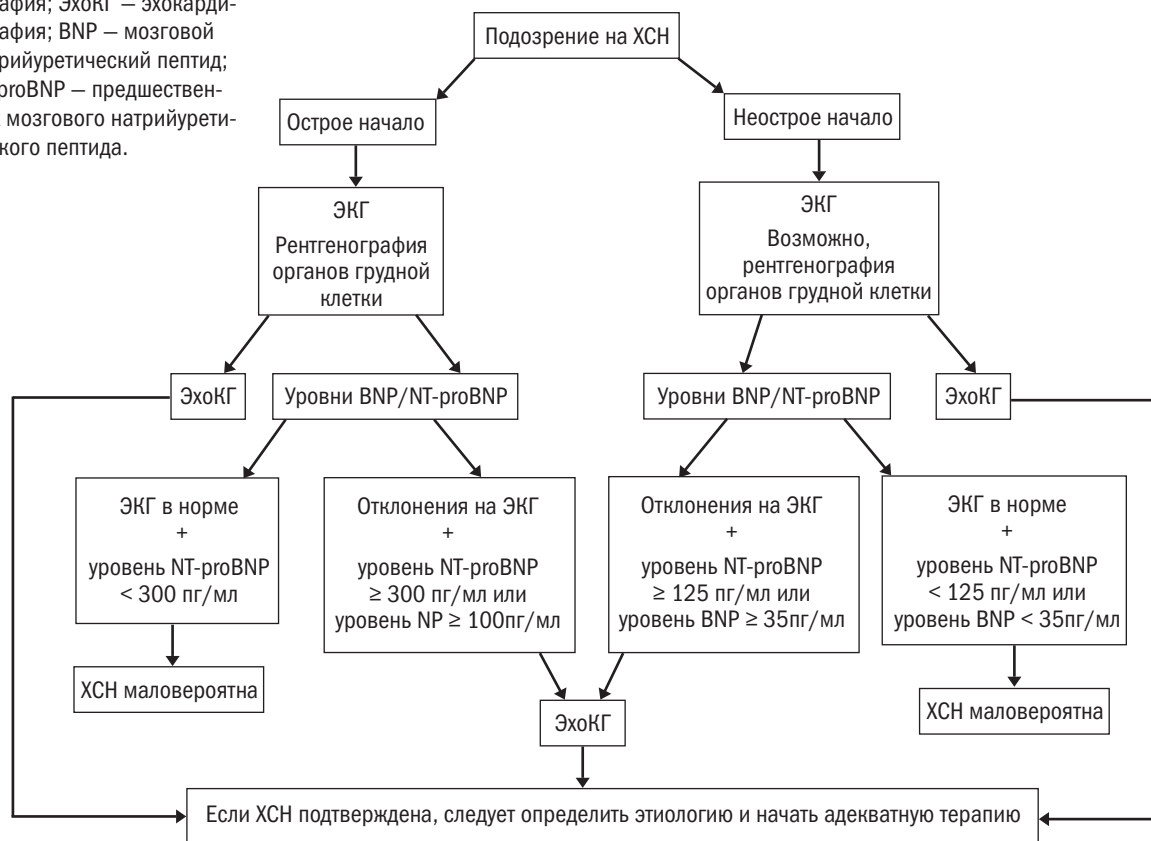 афия; ЭхоКГ — эхокарди-
афия; BNP — мозговой
рийуретический пептид;
proBNP — предшествен-
мозгового натрийурети-
кого пептида.
Подозрение на ХСН
Острое начало
Неострое начало
ЭКГ
Рентгенография
органов грудной
клетки
ЭКГ
Возможно,
рентгенография
органов грудной клетки
ЭхоКГ
Уровни BNP/NT-proBNP
Уровни BNP/NT-proBNP
ЭхоКГ
ЭКГ в норме
+
уровень NT-proBNP
< 300 пг/мл
Отклонения на ЭКГ
+
уровень NT-proBNP
≥ 300 пг/мл или
уровень NP ≥ 100пг/мл
Отклонения на ЭКГ
+
уровень NT-proBNP
≥ 125 пг/мл или
уровень BNP ≥ 35пг/мл
ЭКГ в норме
+
уровень NT-proBNP
< 125 пг/мл или
уровень BNP < 35пг/мл
ХСН маловероятна
ЭхоКГ
ХСН маловероятна
Если ХСН подтверждена, следует определить этиологию и начать адекватную терапию